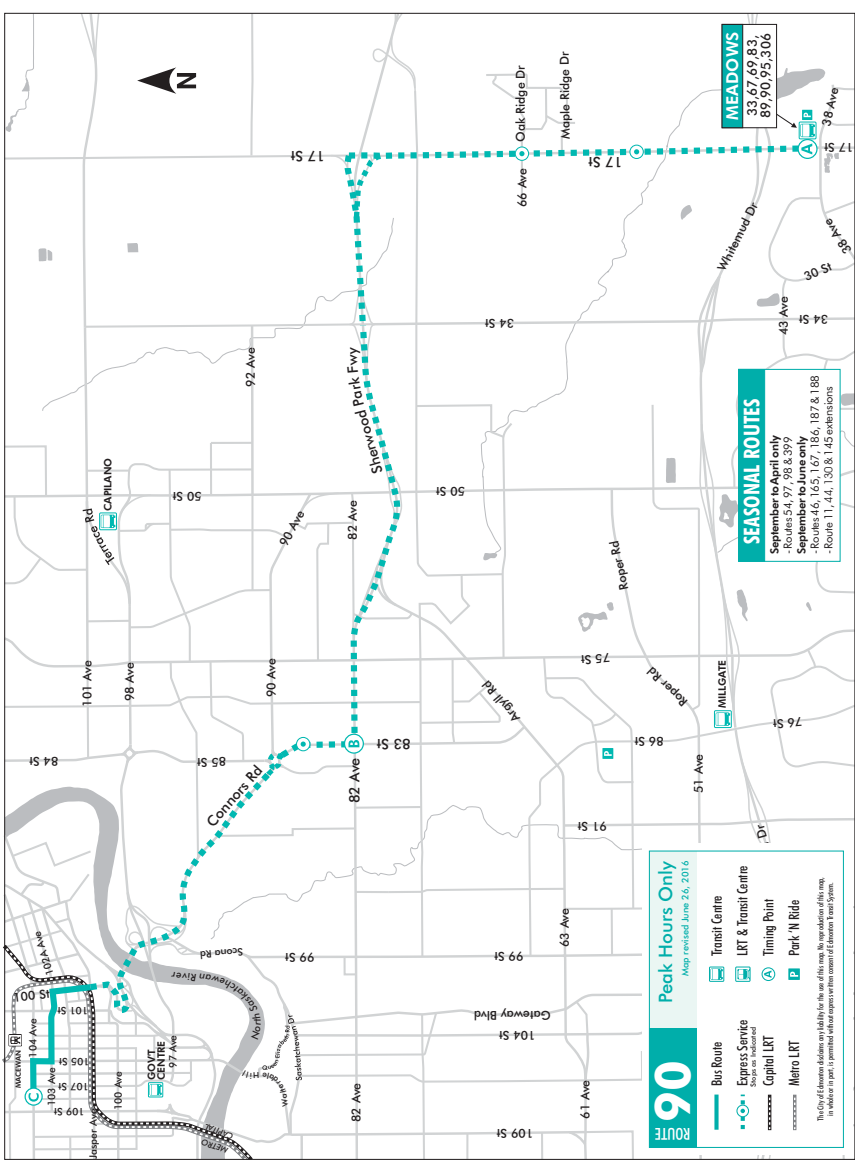 N
MEADOWS
33,67,69,83,
89,90,95,306
P
A
38 Ave
17 St
17 St
17 St
Oak Ridge Dr
Maple Ridge Dr
66 Ave
Whitemud Dr
38 Ave
30 St
43 Ave
34 St
34 St
92 Ave
Sherwood Park Fwy
CAPILANO
Terrace Rd
50 St
50 St
90 Ave
82 Ave
Roper Rd
Roper Rd
75 St
101 Ave
98 Ave
90 Ave
Argyll Rd
MILLGATE
76 St
84 St
85 St
83 St
86 St
B
82 Ave
P
51 Ave
Connors Rd
91 St
Dr
63 Ave
99 St
99 St
Scona Rd
North Saskatchewan River
102A Ave
100 St
101 St
MACEWAN
104 Ave
103 Ave
105 St
107 St
109 St
C
Jasper Ave
100 Ave
97 Ave
GOVT
CENTRE
Walterdale Hill
Queen Elizabeth Park Rd
Saskatchewan Dr
Gateway Blvd
104 St
82 Ave
61 Ave
109 St
109 St
METRO
CAPITAL
SEASONAL ROUTES
September to April only
- Routes 54, 97, 98 & 399
September to June only
- Routes 46, 165, 167, 186, 187 & 188
- Route 11, 44, 130 & 145 extensions
ROUTE 90
Peak Hours Only
Map revised June 26, 2016
Bus Route
Express Service
Stops as Indicated
Capital LRT
Metro LRT
Transit Centre
LRT & Transit Centre
A Timing Point
P Park 'N Ride
The City of Edmonton disclaims any liability for the use of this map. No reproduction of this map,
in whole or in part, is permitted without express written consent of Edmonton Transit System.